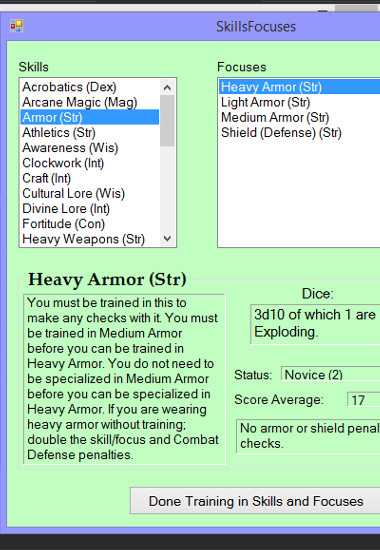 SkillsFocuses
Skills
Acrobatics (Dex)
Arcane Magic (Mag)
Armor (Str)
Athletics (Str)
Awareness (Wis)
Clockwork (Int)
Craft (Int)
Cultural Lore (Wis)
Divine Lore (Int)
Fortitude (Con)
Heavy Weapons (Str)
Focuses
Heavy Armor (Str)
Light Armor (Str)
Medium Armor (Str)
Shield (Defense) (Str)
Heavy Armor (Str)
You must be trained in this to
make any checks with it. You must
be trained in Medium Armor
before you can be trained in
Heavy Armor. You do not need to
be specialized in Medium Armor
before you can be specialized in
Heavy Armor. If you are wearing
heavy armor without training;
double the skill/focus and Combat
Defense penalties.
Dice:
3d10 of which 1 are
Exploding.
Status: Novice (2)
Score Average: 17
No armor or shield penal
checks.
Done Training in Skills and Focuses